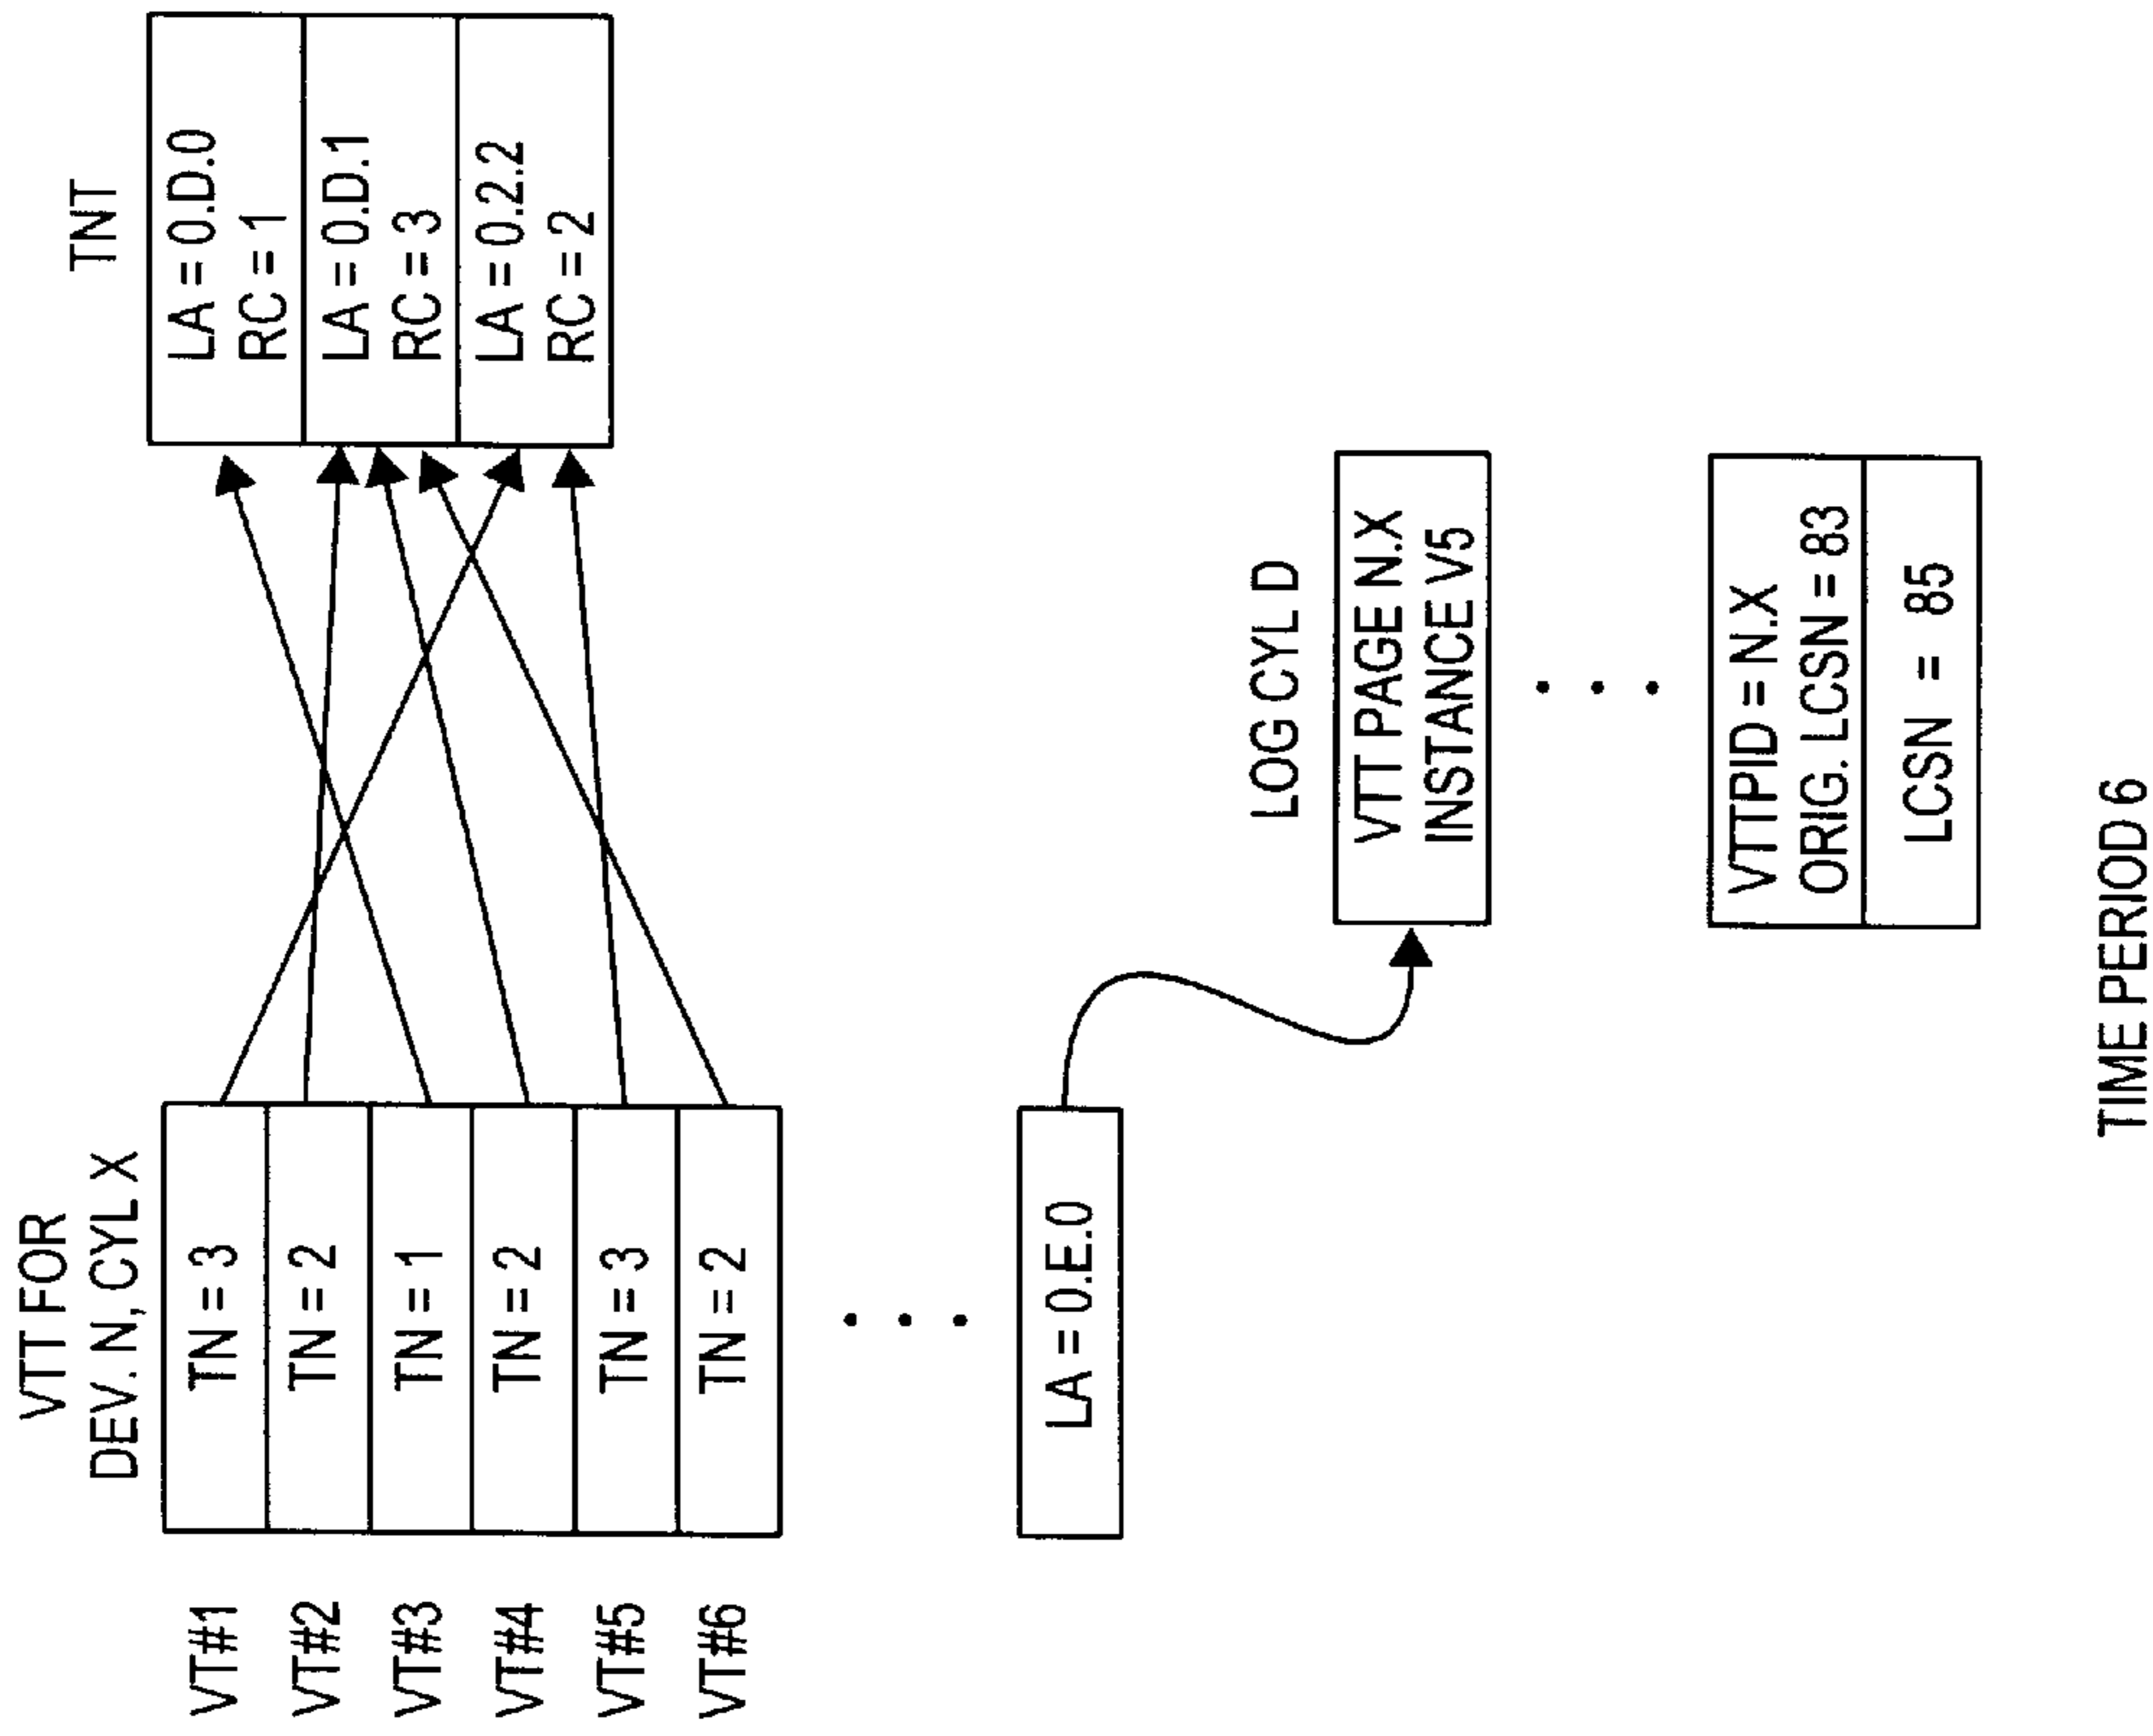 VTT FOR
DEV. N, CYL X
VT#1
TN = 3
VT#2
TN = 2
VT#3
TN = 1
VT#4
TN = 2
VT#5
TN = 3
VT#6
TN = 2
LA = 0.E.0
TNT
LA = 0.D.0
RC = 1
LA = 0.D.1
RC = 3
LA = 0.2.2
RC = 2
LOG CYL D
VTT PAGE N.X
INSTANCE V5
VTTPID = N.X
ORIG. LCSN = 83
LCSN = 85
TIME PERIOD 6